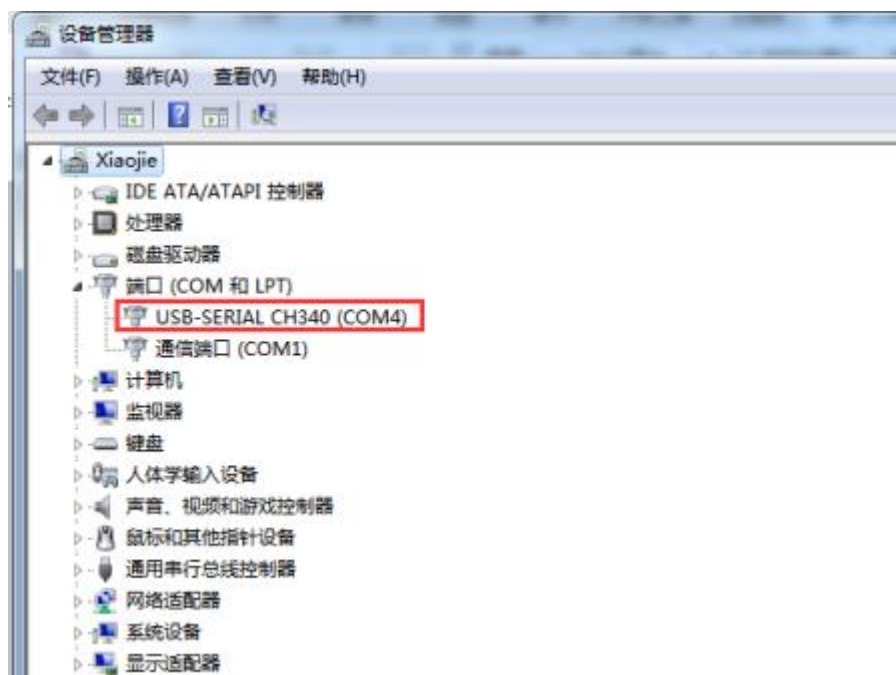 设备管理器
文件(F) 操作(A) 查看(V) 帮助(H)
Xiaojie
IDE ATA/ATAPI 控制器
处理器
磁盘驱动器
端口 (COM 和 LPT)
USB-SERIAL CH340 (COM4)
通信端口 (COM1)
计算机
监视器
键盘
人体学输入设备
声音、视频和游戏控制器
鼠标和其他指针设备
通用串行总线控制器
网络适配器
系统设备
显示适配器